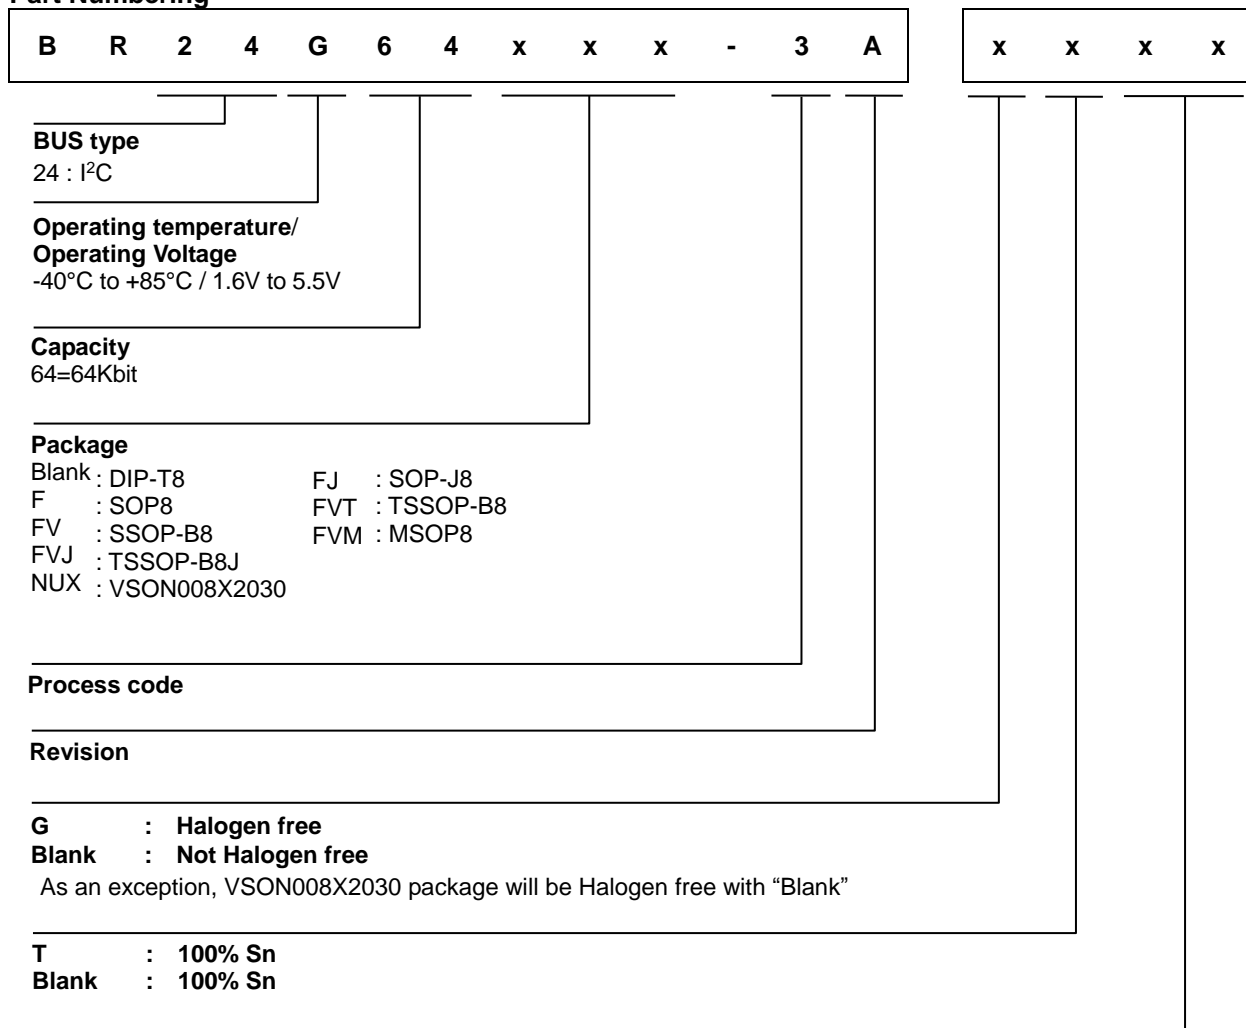 Part Numbering
B R 2 4 G 6 4 x x x - 3 A x x x x
BUS type
24 : I²C
Operating temperature/
Operating Voltage
-40°C to +85°C / 1.6V to 5.5V
Capacity
64=64Kbit
Package
Blank : DIP-T8
F : SOP8
FV : SSOP-B8
FVJ : TSSOP-B8J
NUX : VSON008X2030
FJ : SOP-J8
FVT : TSSOP-B8
FVM : MSOP8
Process code
Revision
G : Halogen free
Blank : Not Halogen free
As an exception, VSON008X2030 package will be Halogen free with “Blank”
T : 100% Sn
Blank : 100% Sn